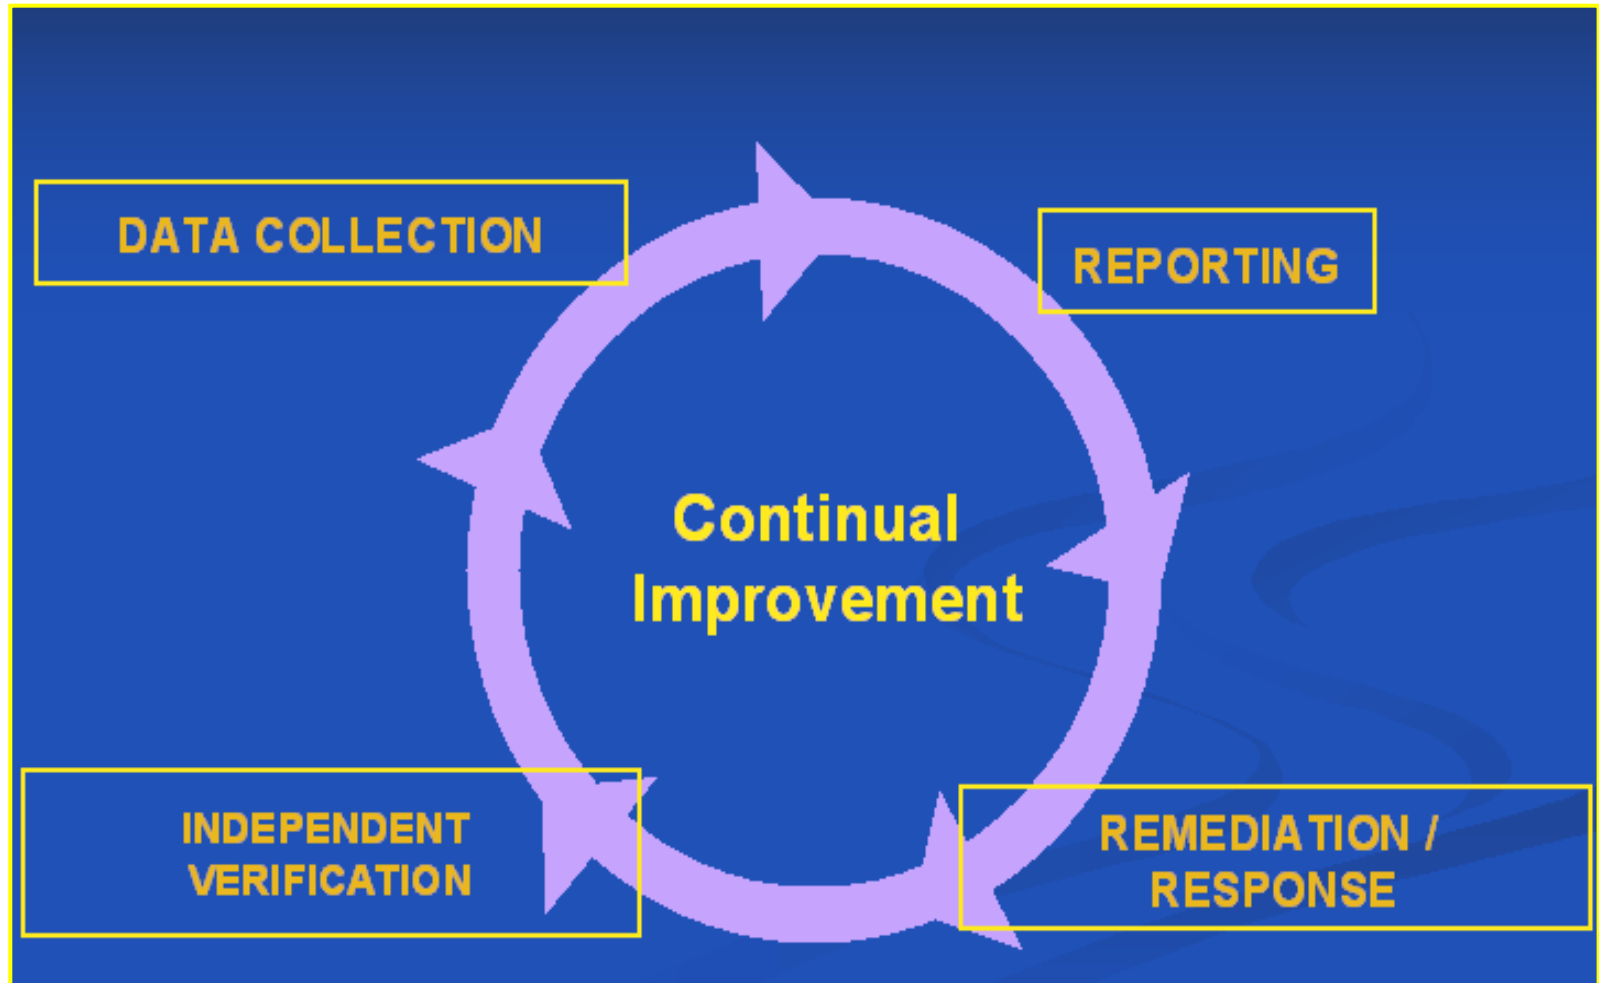 DATA COLLECTION
REPORTING
Continual
Improvement
INDEPENDENT
VERIFICATION
REMEDIATION /
RESPONSE